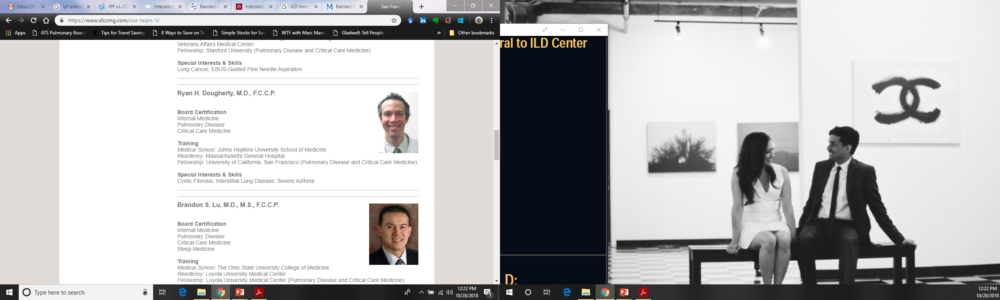 Inbox (3)
ipf asthm
IPF vs. CO
Interstitia
Barriers to
Interstitia
ILD time t
Barriers to
San Franc
https://www.sfccmg.com/our-team-1/
Apps
ATS Pulmonary Board
Tips for Travel Saving
8 Ways to Save on Tra
Simple Stocks for Sou
WTF with Marc Maron
Gladwell: Tell People
»
Other bookmarks
Veterans Affairs Medical Center
Fellowship: Stanford University (Pulmonary Disease and Critical Care Medicine)
Special Interests & Skills
Lung Cancer, EBUS-Guided Fine Needle Aspiration
Ryan H. Dougherty, M.D., F.C.C.P.
Board Certification
Internal Medicine
Pulmonary Disease
Critical Care Medicine
Training
Medical School: Johns Hopkins University School of Medicine
Residency: Massachusetts General Hospital
Fellowship: University of California, San Francisco (Pulmonary Disease and Critical Care Medicine)
Special Interests & Skills
Cystic Fibrosis, Interstitial Lung Disease, Severe Asthma
Brandon S. Lu, M.D., M.S., F.C.C.P.
Board Certification
Internal Medicine
Pulmonary Disease
Critical Care Medicine
Sleep Medicine
Training
Medical School: The Ohio State University College of Medicine
Residency: Loyola University Medical Center
Fellowship: Loyola University Medical Center (Pulmonary Disease and Critical Care Medicine)
Type here to search
12:22 PM
10/28/2018
3
ral to ILD Center
D:
12:22 PM
10/28/2018